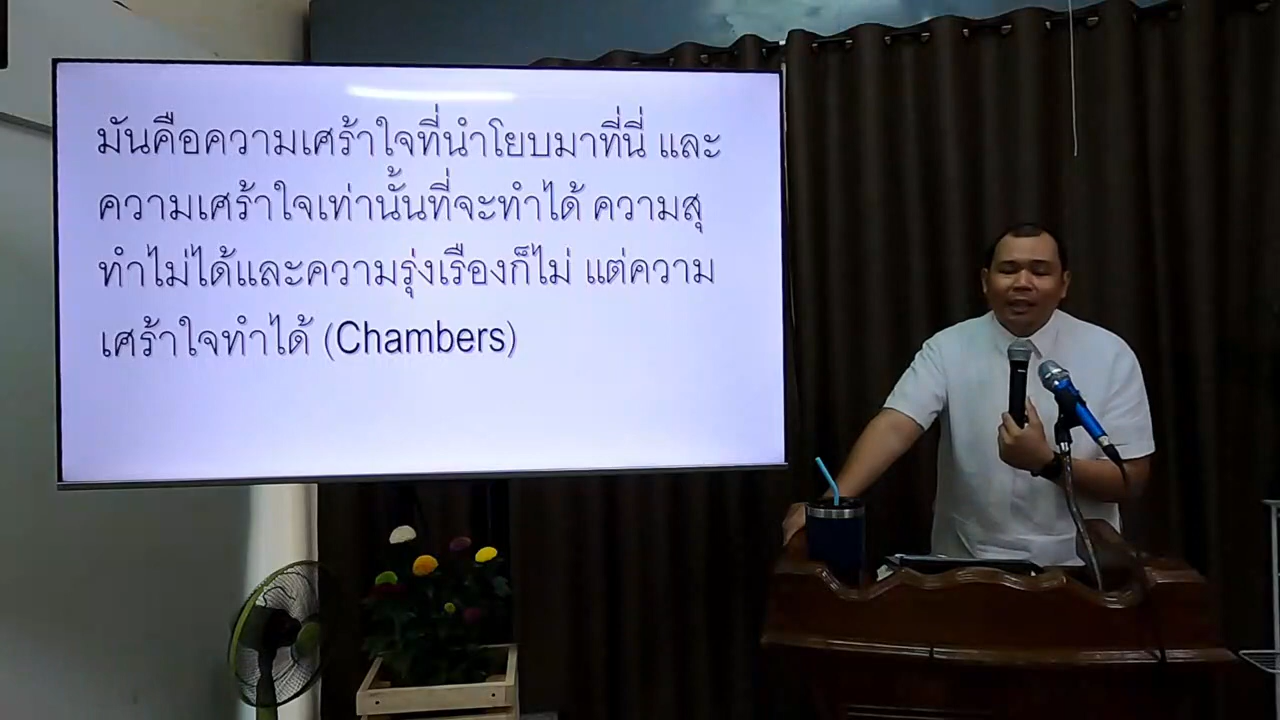 มันคือความเศร้าใจที่นำโยบมาที่นี่ และ
ความเศร้าใจเท่านั้นที่จะทำได้ ความสุ
ทำไม่ได้และความรุ่งเรืองก็ไม่ แต่ความ
เศร้าใจทำได้ (Chambers)